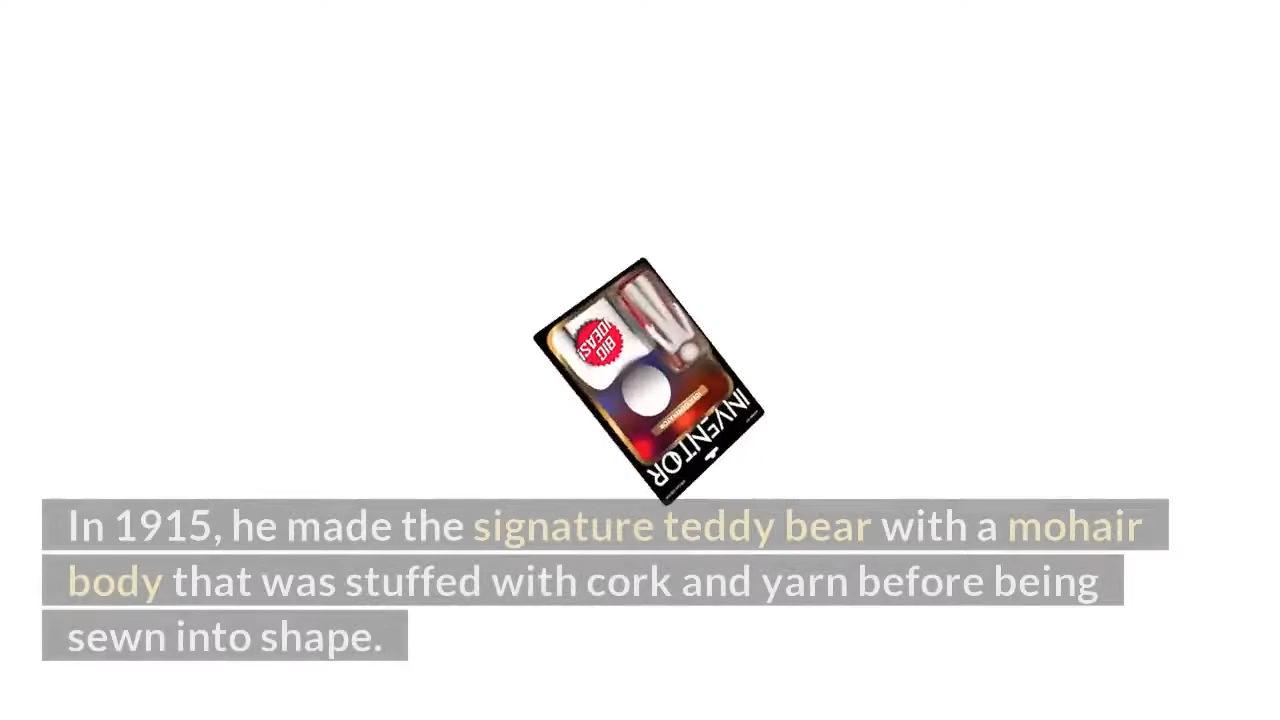 BIG
IDEAS!
INVENTOR
In 1915, he made the signature teddy bear with a mohair
body that was stuffed with cork and yarn before being
sewn into shape.